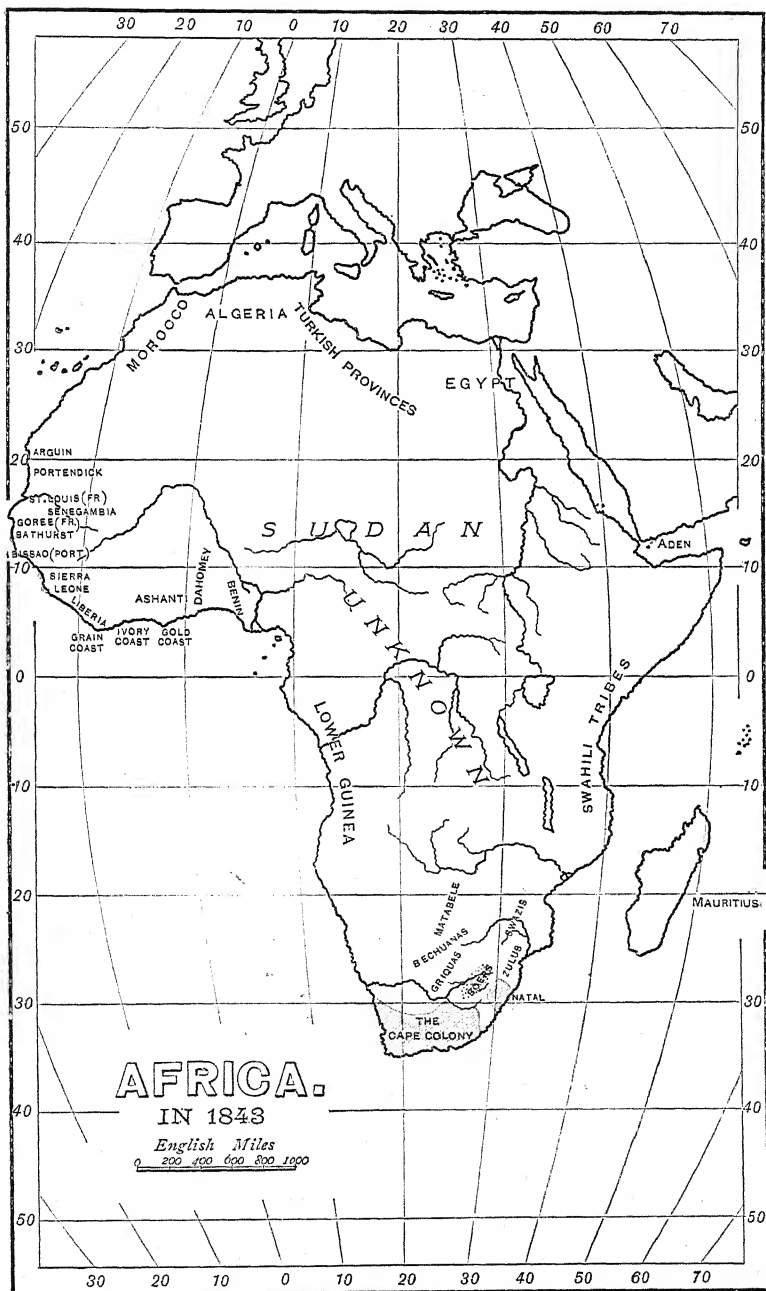 30 20 10 0 10 20 30 40 50 60 70
50 50
40 40
30 30
MOROCCO
ALGERIA
TURKISH PROVINCES
EGYPT
ARGUIN
20 20
PORTENDICK
ST. LOUIS (FR)
SENEGAMBIA
GOREE (FR.)
BATHURST
SUDAN
ADEN
BISSAO (PORT)
10 10
SIERRA
LEONE
LIBERIA
ASHANTI
DAHOMEY
BENIN
GRAIN
COAST
IVORY
COAST
GOLD
COAST
UNKNOWN
0 0
LOWER GUINEA
SWAHILI TRIBES
10 10
20 20
MAURITIUS
MATABELE
SWAZIS
BECHUANAS
GRIQUAS
BOERS
ZULUS
NATAL
30 30
THE
CAPE COLONY
AFRICA.
IN 1843
English Miles
0 200 400 600 800 1000
40 40
50 50
30 20 10 0 10 20 30 40 50 60 70